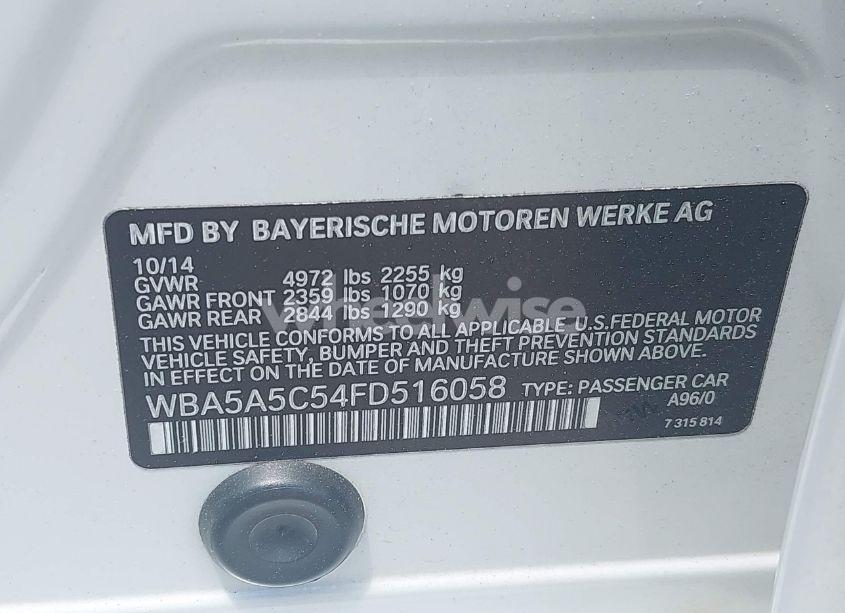 MFD BY BAYERISCHE MOTOREN WERKE AG
10/14
GVWR 4972 lbs 2255 kg
GAWR FRONT 2359 lbs 1070 kg
GAWR REAR 2844 lbs 1290 kg
THIS VEHICLE CONFORMS TO ALL APPLICABLE U.S.FEDERAL MOTOR
VEHICLE SAFETY, BUMPER AND THEFT PREVENTION STANDARDS
IN EFFECT ON THE DATE OF MANUFACTURE SHOWN ABOVE.
WBA5A5C54FD516058 TYPE: PASSENGER CAR
A96/0
7 315 814
wheelwise